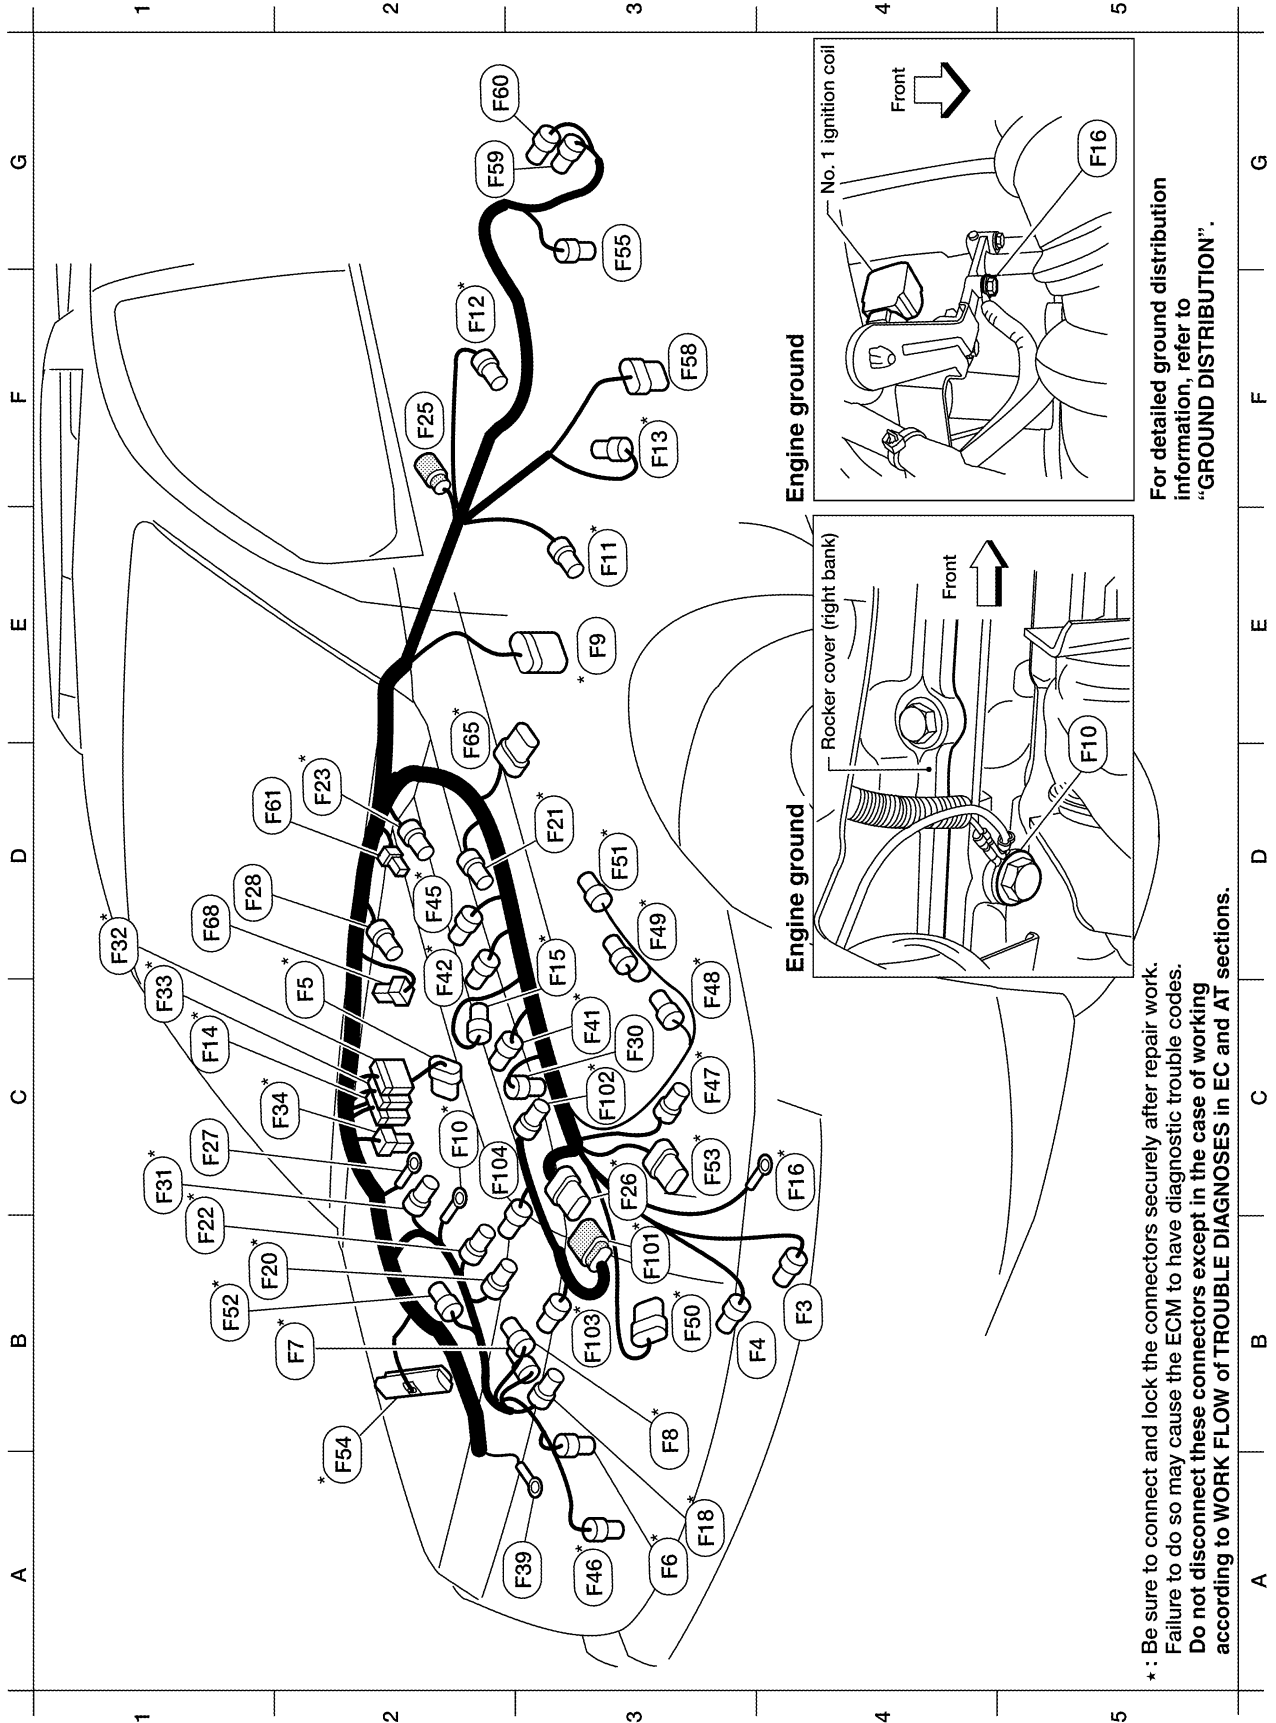 1
2
3
4
5
G
F
E
D
C
B
A
F60
F59
F55
F12 *
F58
F25
F13 *
F11 *
F9 *
F65 *
F23 *
F61
F21 *
F51 *
F28
F45 *
F68
F49 *
F32 *
F42 *
F15 *
F33 *
F5 *
F48 *
F14 *
F41 *
F30
F34 *
F102 *
F47 *
F27
F10 *
F104
F53 *
F31 *
F26 *
F16 *
F22 *
F101 *
F20 *
F52 *
F103 *
F50 *
F3
F7 *
F4
F54 *
F8 *
F18 *
F39
F46 *
F6 *
Engine ground
Rocker cover (right bank)
Front
F10
Engine ground
No. 1 ignition coil
Front
F16
For detailed ground distribution
information, refer to
“GROUND DISTRIBUTION”.
★ : Be sure to connect and lock the connectors securely after repair work.
Failure to do so may cause the ECM to have diagnostic trouble codes.
Do not disconnect these connectors except in the case of working
according to WORK FLOW of TROUBLE DIAGNOSES in EC and AT sections.
1
2
3
4
5
G
F
E
D
C
B
A